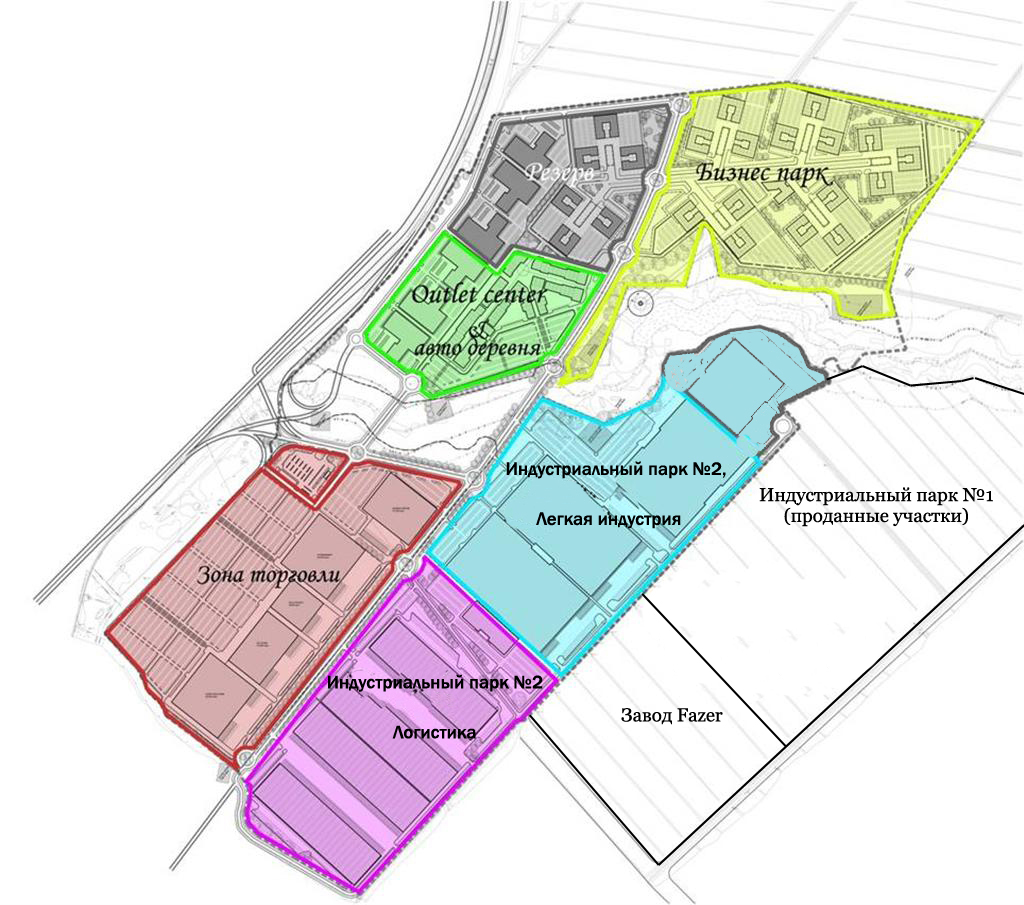 Резерв
Бизнес парк
Outlet center
&
авто деревня
Индустриальный парк №2,
Легкая индустрия
Индустриальный парк №1
(проданные участки)
Зона торговли
Индустриальный парк №2
Логистика
Завод Fazer